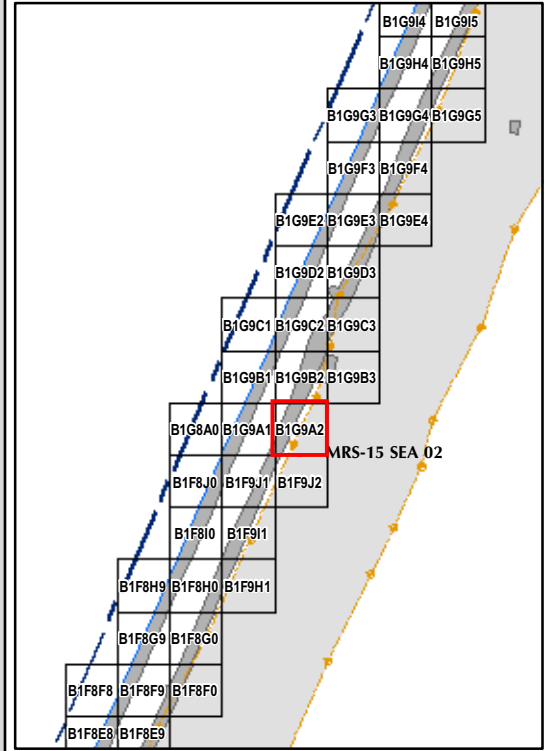 B1G9I4 B1G9I5
B1G9H4 B1G9H5
B1G9G3 B1G9G4 B1G9G5
B1G9F3 B1G9F4
B1G9E2 B1G9E3 B1G9E4
B1G9D2 B1G9D3
B1G9C1 B1G9C2 B1G9C3
B1G9B1 B1G9B2 B1G9B3
B1G8A0 B1G9A1 B1G9A2
MRS-15 SEA 02
B1F8J0 B1F9J1 B1F9J2
B1F8I0 B1F9I1
B1F8H9 B1F8H0 B1F9H1
B1F8G9 B1F8G0
B1F8F8 B1F8F9 B1F8F0
B1F8E8 B1F8E9